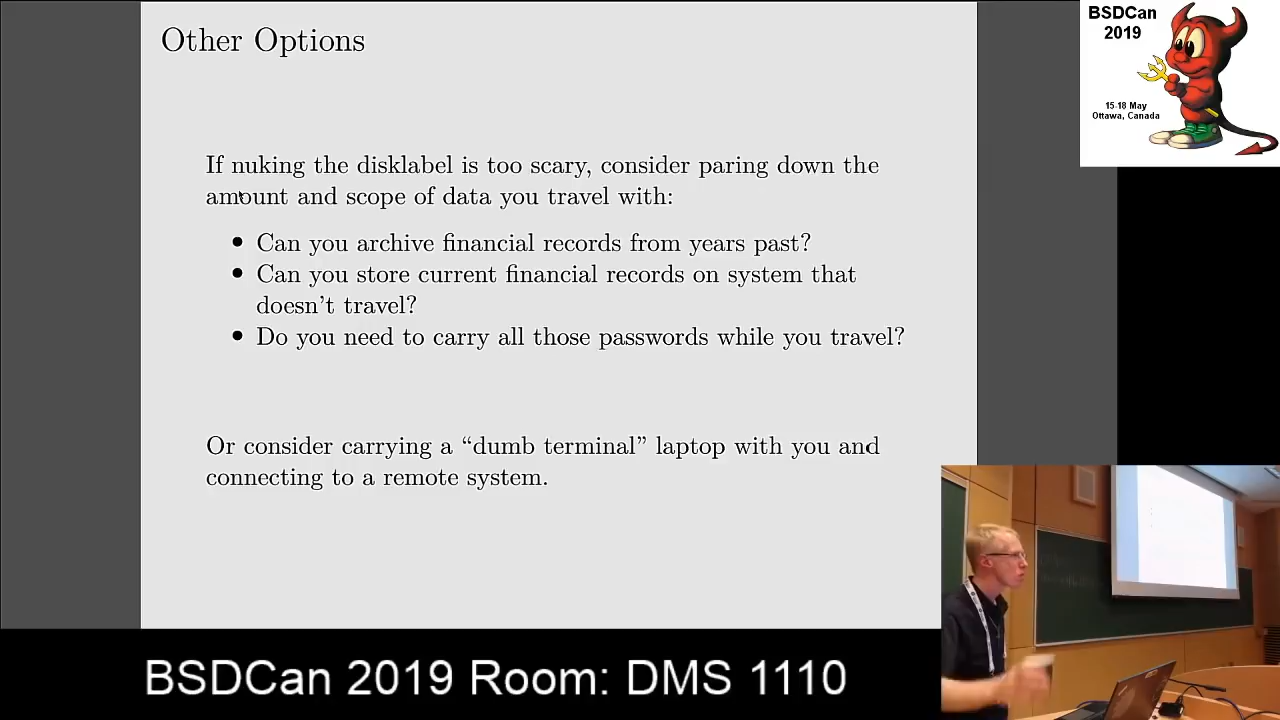 Other Options
If nuking the disklabel is too scary, consider paring down the
amount and scope of data you travel with:
• Can you archive financial records from years past?
• Can you store current financial records on system that
doesn't travel?
• Do you need to carry all those passwords while you travel?
Or consider carrying a “dumb terminal” laptop with you and
connecting to a remote system.
BSDCan
2019
15-18 May
Ottawa, Canada
BSDCan 2019 Room: DMS 1110